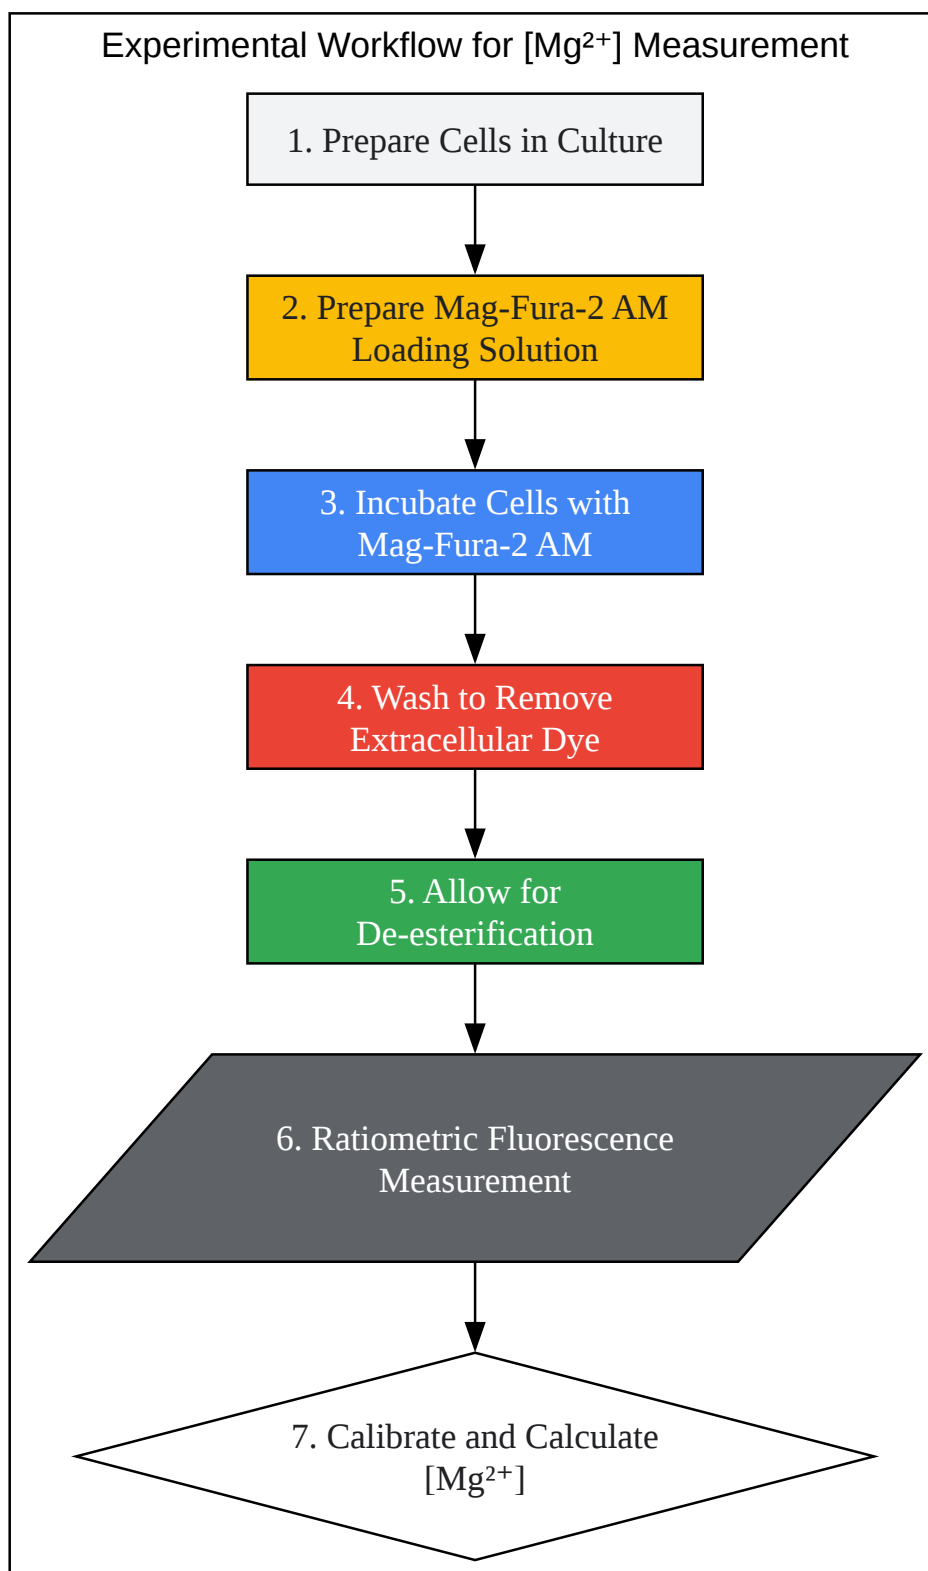 Experimental Workflow for [Mg²⁺] Measurement
1. Prepare Cells in Culture
2. Prepare Mag-Fura-2 AM
Loading Solution
3. Incubate Cells with
Mag-Fura-2 AM
4. Wash to Remove
Extracellular Dye
5. Allow for
De-esterification
6. Ratiometric Fluorescence
Measurement
7. Calibrate and Calculate
[Mg²⁺]